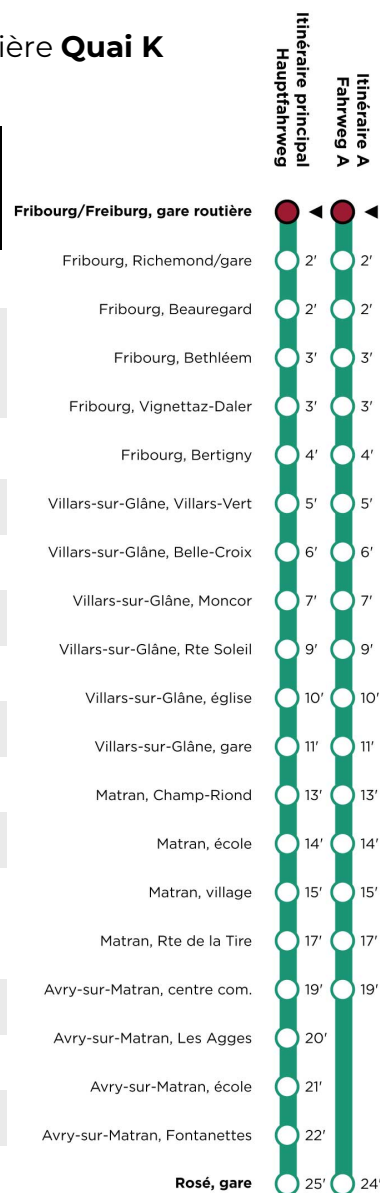 ière Quai K
Itinéraire principal
Hauptfahrweg
Itinéraire A
Fahrweg A
Fribourg/Freiburg, gare routière
Fribourg, Richemond/gare 2' 2'
Fribourg, Beauregard 2' 2'
Fribourg, Bethléem 3' 3'
Fribourg, Vignettaz-Daler 3' 3'
Fribourg, Bertigny 4' 4'
Villars-sur-Glâne, Villars-Vert 5' 5'
Villars-sur-Glâne, Belle-Croix 6' 6'
Villars-sur-Glâne, Moncor 7' 7'
Villars-sur-Glâne, Rte Soleil 9' 9'
Villars-sur-Glâne, église 10' 10'
Villars-sur-Glâne, gare 11' 11'
Matran, Champ-Riond 13' 13'
Matran, école 14' 14'
Matran, village 15' 15'
Matran, Rte de la Tire 17' 17'
Avry-sur-Matran, centre com. 19' 19'
Avry-sur-Matran, Les Agges 20'
Avry-sur-Matran, école 21'
Avry-sur-Matran, Fontanettes 22'
Rosé, gare 25' 24'